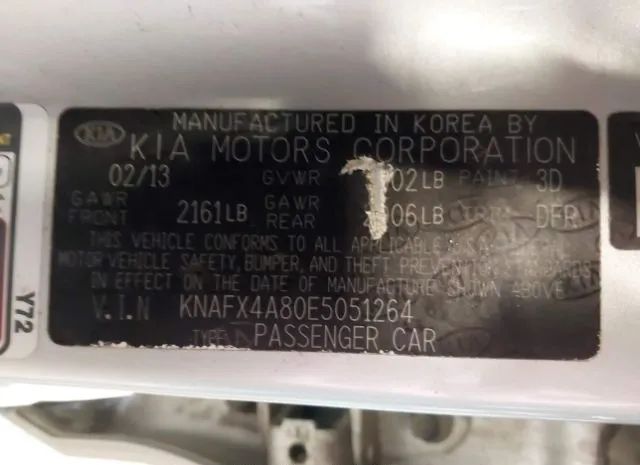 KIA
MANUFACTURED IN KOREA BY
KIA MOTORS CORPORATION
02/13 GVWR 02LB PAINT 3D
GAWR FRONT 2161LB GAWR REAR 06LB TRIM DFR
THIS VEHICLE CONFORMS TO ALL APPLICABLE
MOTOR VEHICLE SAFETY, BUMPER, AND THEFT PREVENTION
IN EFFECT ON THE DATE OF MANUFACTURE SHOWN ABOVE
V.I.N KNAFX4A80E5051264
TYPE PASSENGER CAR
Y72